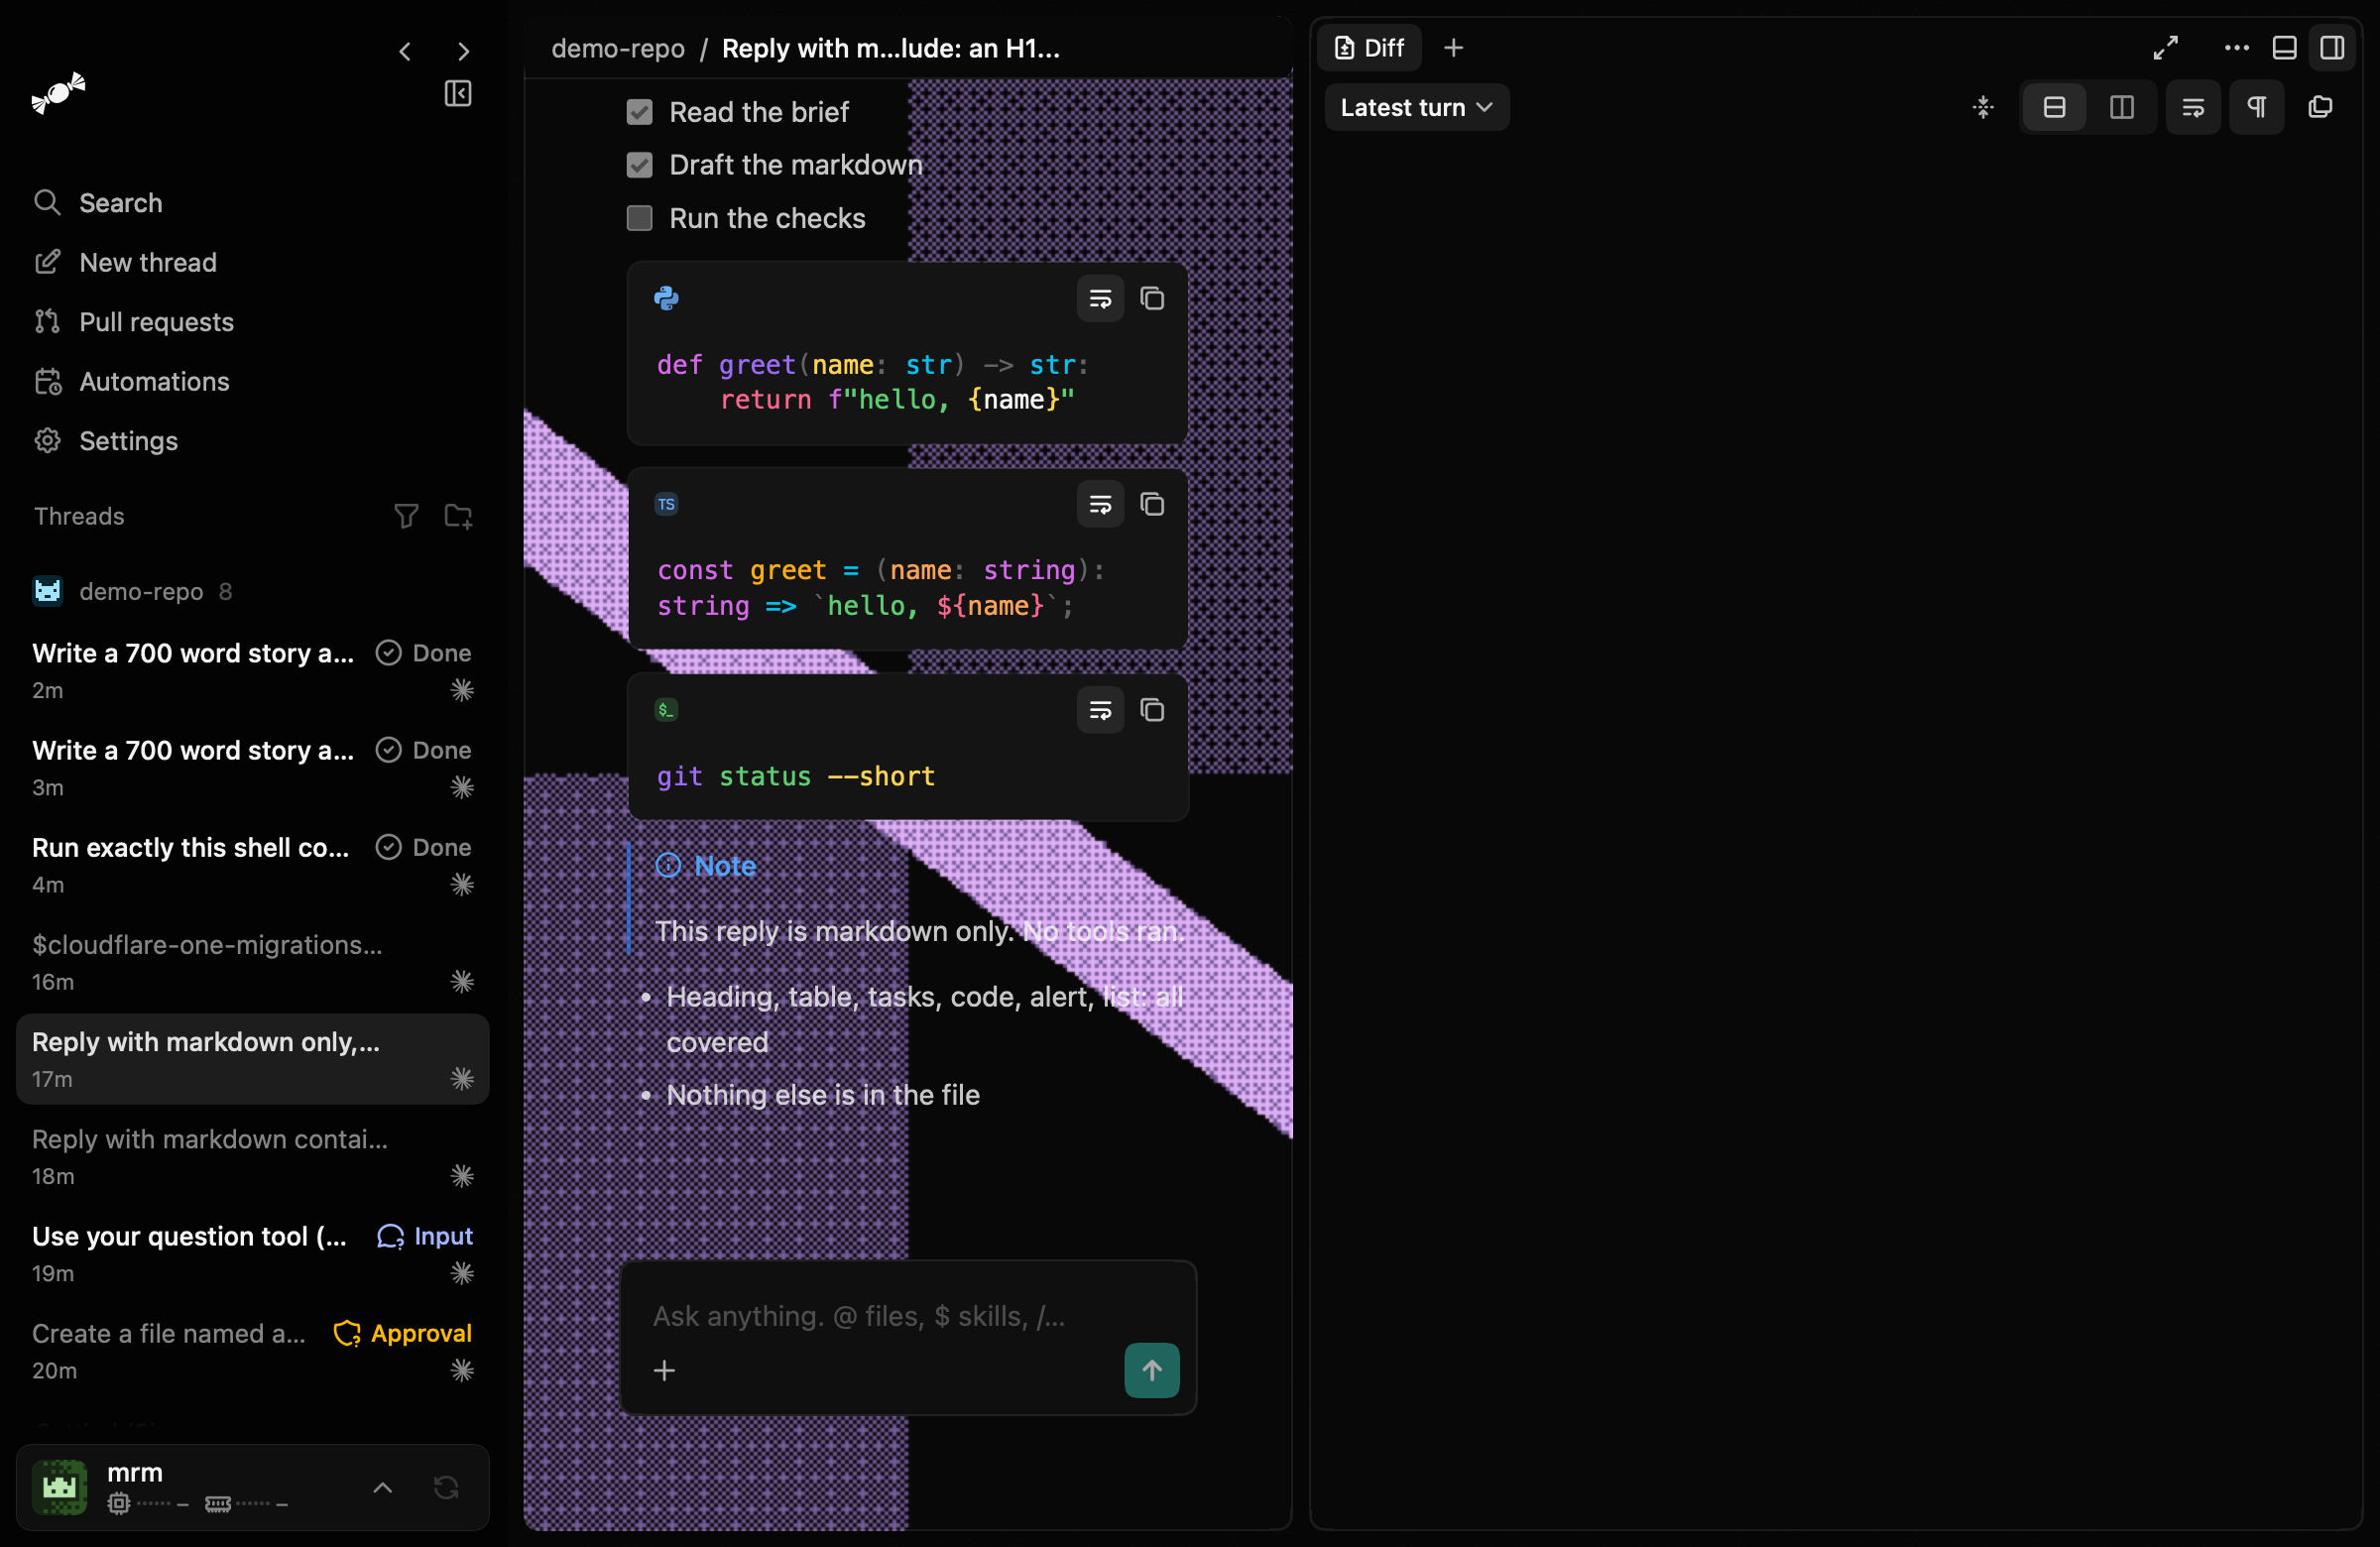 Search
New thread
Pull requests
Automations
Settings
Threads
demo-repo 8
Write a 700 word story a... Done
2m
Write a 700 word story a... Done
3m
Run exactly this shell co... Done
4m
$cloudflare-one-migrations...
16m
Reply with markdown only,...
17m
Reply with markdown contai...
18m
Use your question tool (... Input
19m
Create a file named a... Approval
20m
mrm
demo-repo / Reply with m...lude: an H1...
Read the brief
Draft the markdown
Run the checks
def greet(name: str) -> str:
return f"hello, {name}"
TS
const greet = (name: string):
string => `hello, ${name}`;
$_
git status --short
Note
This reply is markdown only. No tools ran.
• Heading, table, tasks, code, alert, list: all
covered
• Nothing else is in the file
Ask anything. @ files, $ skills, /...
Diff
Latest turn